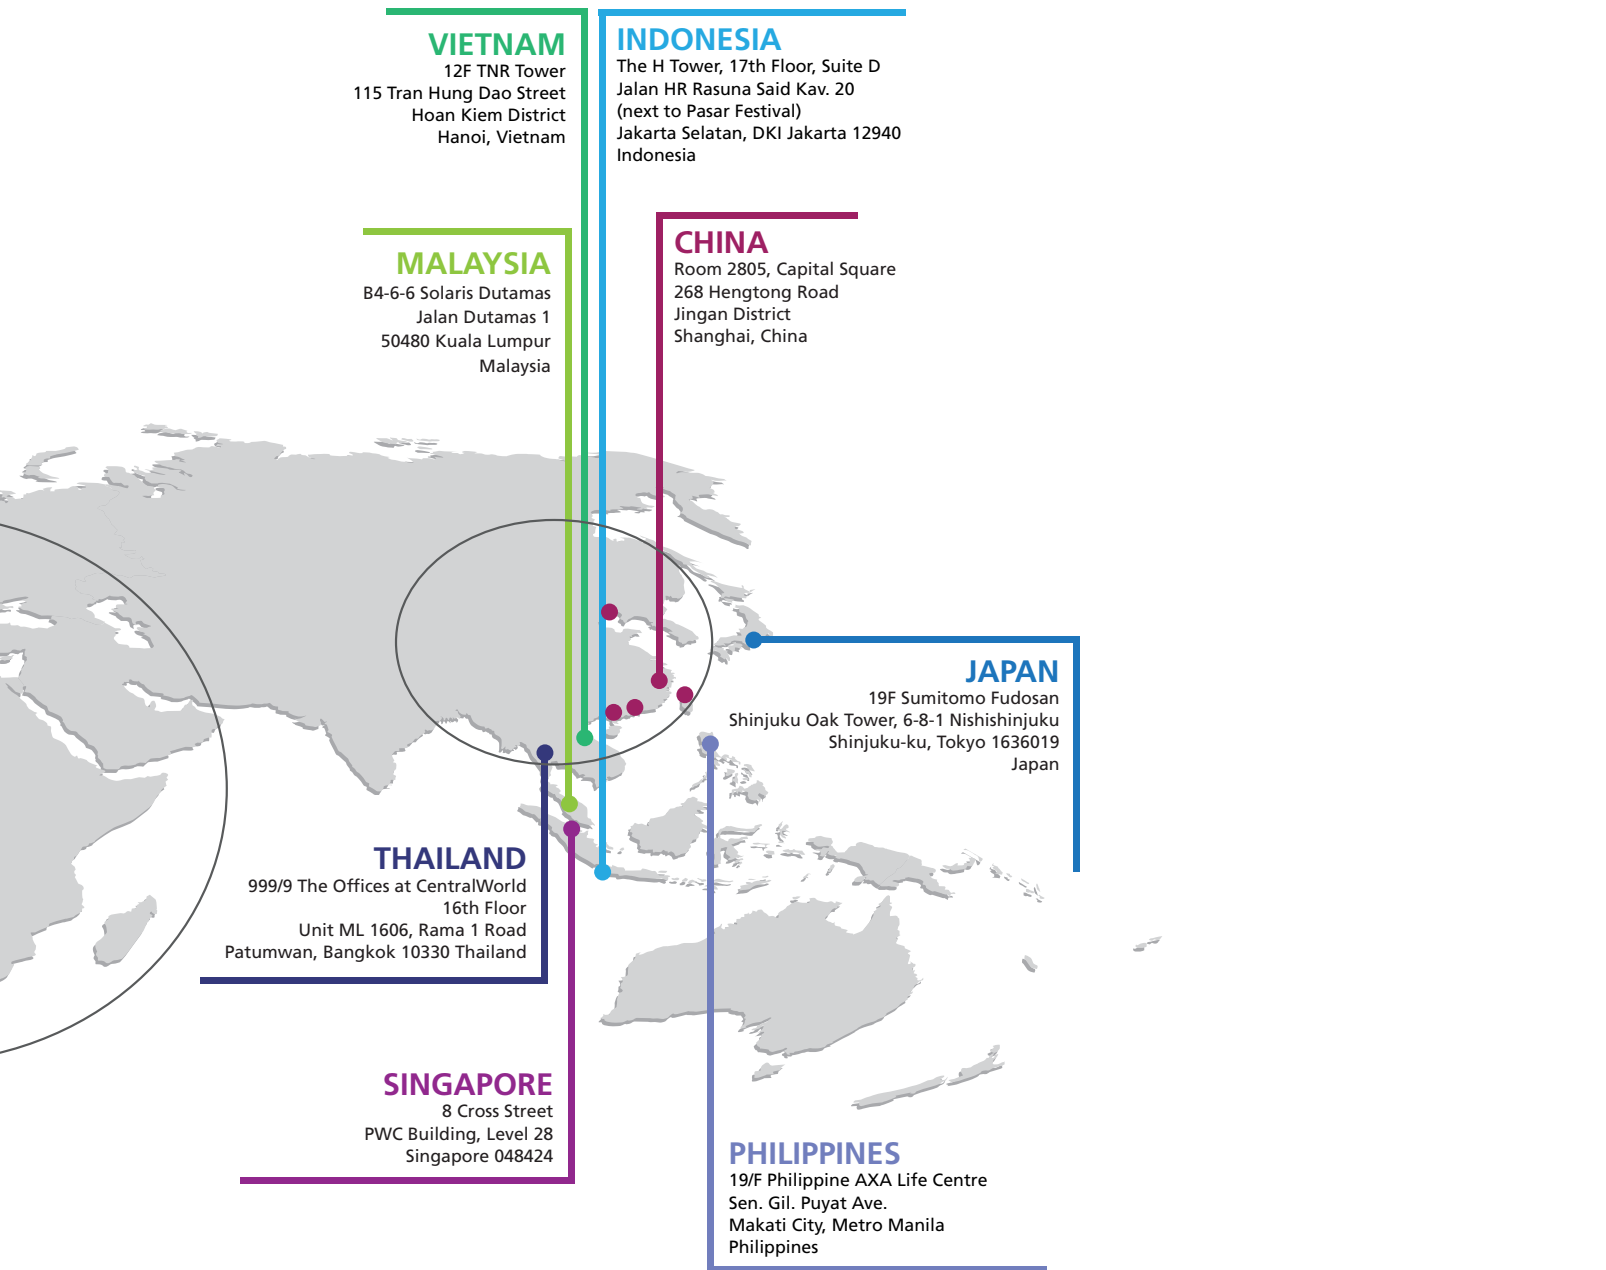 VIETNAM
12F TNR Tower
115 Tran Hung Dao Street
Hoan Kiem District
Hanoi, Vietnam
INDONESIA
The H Tower, 17th Floor, Suite D
Jalan HR Rasuna Said Kav. 20
(next to Pasar Festival)
Jakarta Selatan, DKI Jakarta 12940
Indonesia
MALAYSIA
B4-6-6 Solaris Dutamas
Jalan Dutamas 1
50480 Kuala Lumpur
Malaysia
CHINA
Room 2805, Capital Square
268 Hengtong Road
Jingan District
Shanghai, China
JAPAN
19F Sumitomo Fudosan
Shinjuku Oak Tower, 6-8-1 Nishishinjuku
Shinjuku-ku, Tokyo 1636019
Japan
THAILAND
999/9 The Offices at CentralWorld
16th Floor
Unit ML 1606, Rama 1 Road
Patumwan, Bangkok 10330 Thailand
SINGAPORE
8 Cross Street
PWC Building, Level 28
Singapore 048424
PHILIPPINES
19/F Philippine AXA Life Centre
Sen. Gil. Puyat Ave.
Makati City, Metro Manila
Philippines